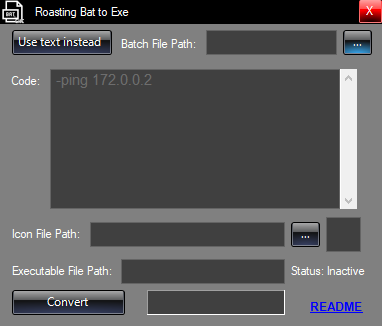 BAT
Roasting Bat to Exe
X
Use text instead
Batch File Path:
...
Code:
-ping 172.0.0.2
Icon File Path:
...
Executable File Path:
Status: Inactive
Convert
README